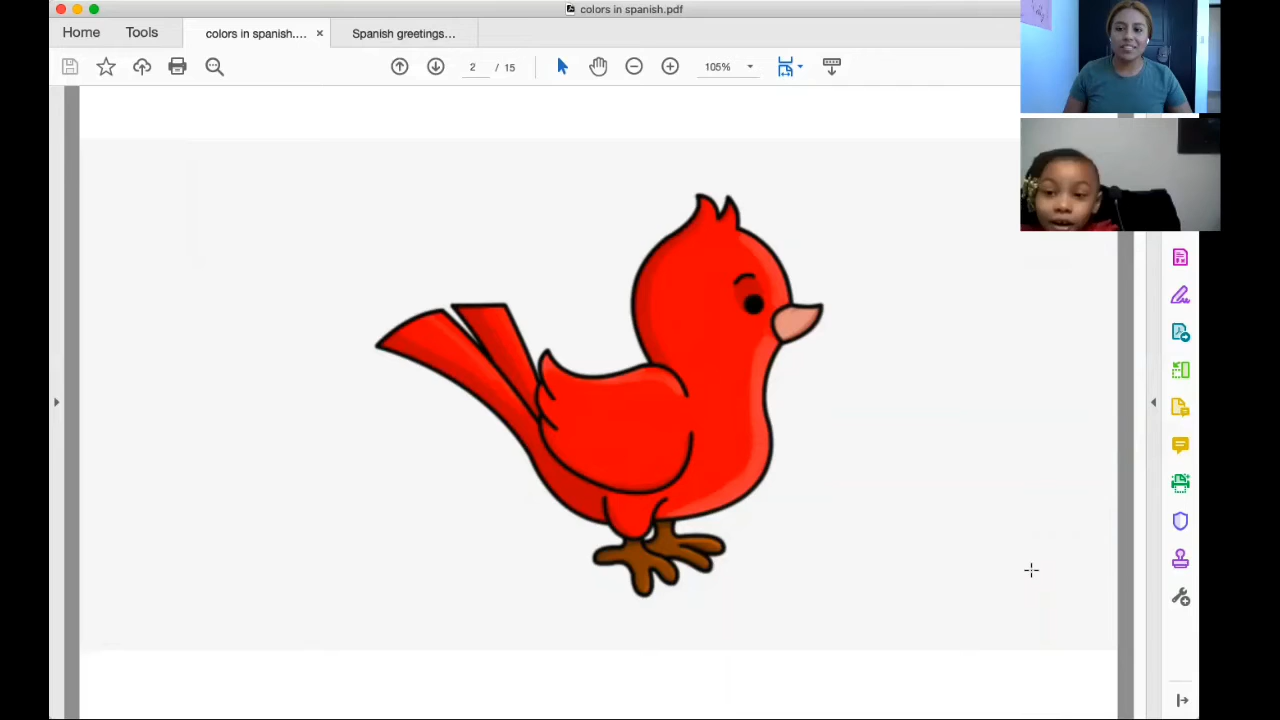 colors in spanish.pdf
Home
Tools
colors in spanish.... ×
Spanish greetings...
2 / 15
105%